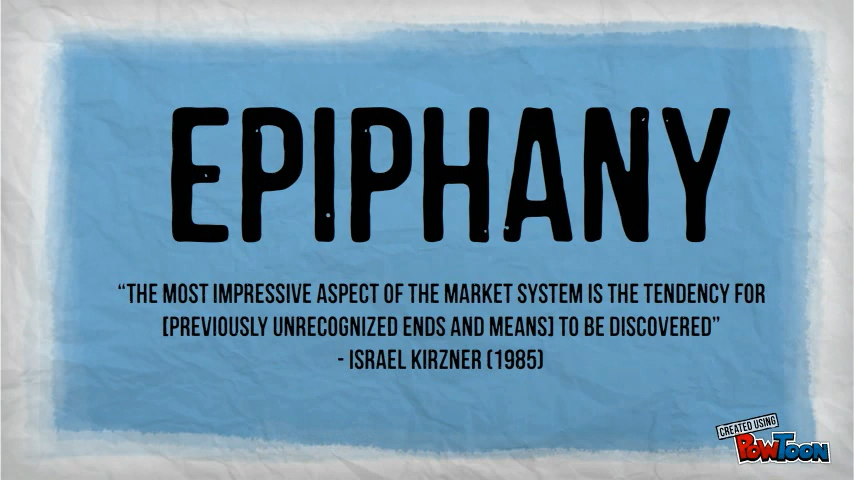 EPIPHANY
“THE MOST IMPRESSIVE ASPECT OF THE MARKET SYSTEM IS THE TENDENCY FOR
[PREVIOUSLY UNRECOGNIZED ENDS AND MEANS] TO BE DISCOVERED”
- ISRAEL KIRZNER (1985)
CREATED USING
POWTOON